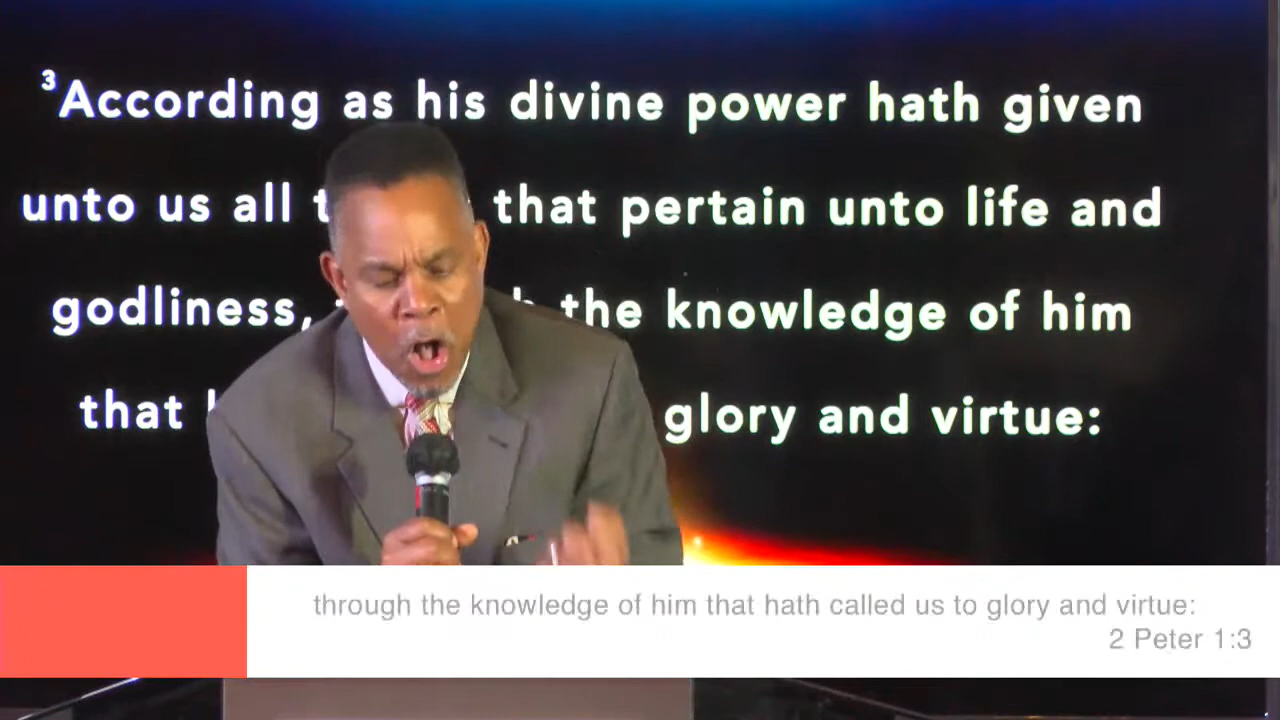 3According as his divine power hath given
unto us all that pertain unto life and
godliness, the knowledge of him
that glory and virtue:
through the knowledge of him that hath called us to glory and virtue:
2 Peter 1:3